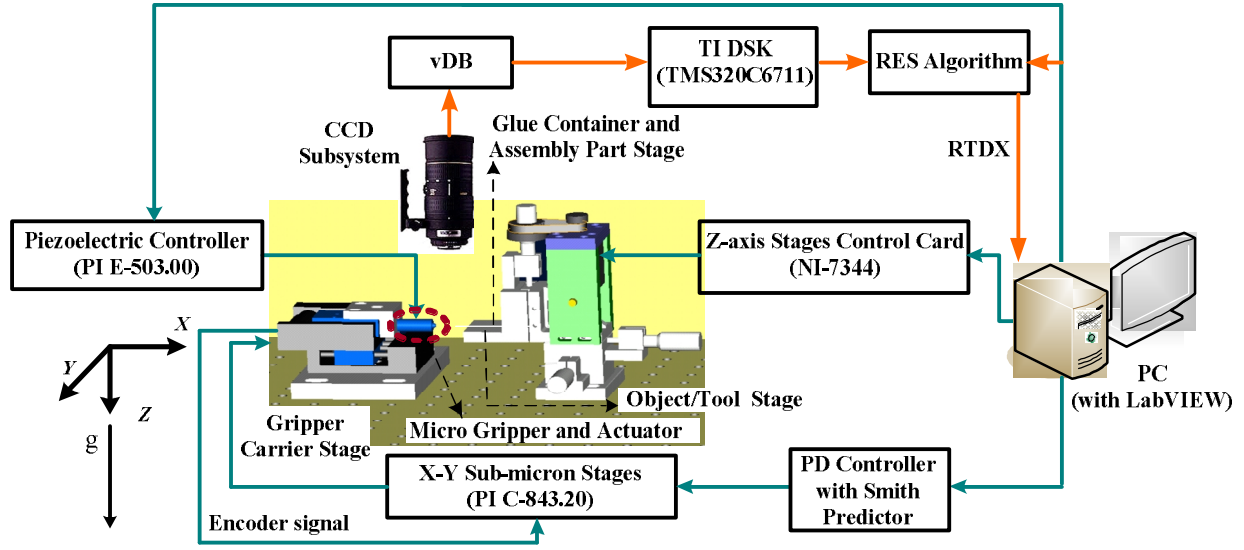 vDB
TI DSK
(TMS320C6711)
RES Algorithm
CCD
Subsystem
Glue Container and
Assembly Part Stage
RTDX
Piezoelectric Controller
(PI E-503.00)
Z-axis Stages Control Card
(NI-7344)
X
Y
Z
g
PC
(with LabVIEW)
Object/Tool Stage
Micro Gripper and Actuator
Gripper
Carrier Stage
X-Y Sub-micron Stages
(PI C-843.20)
PD Controller
with Smith
Predictor
Encoder signal